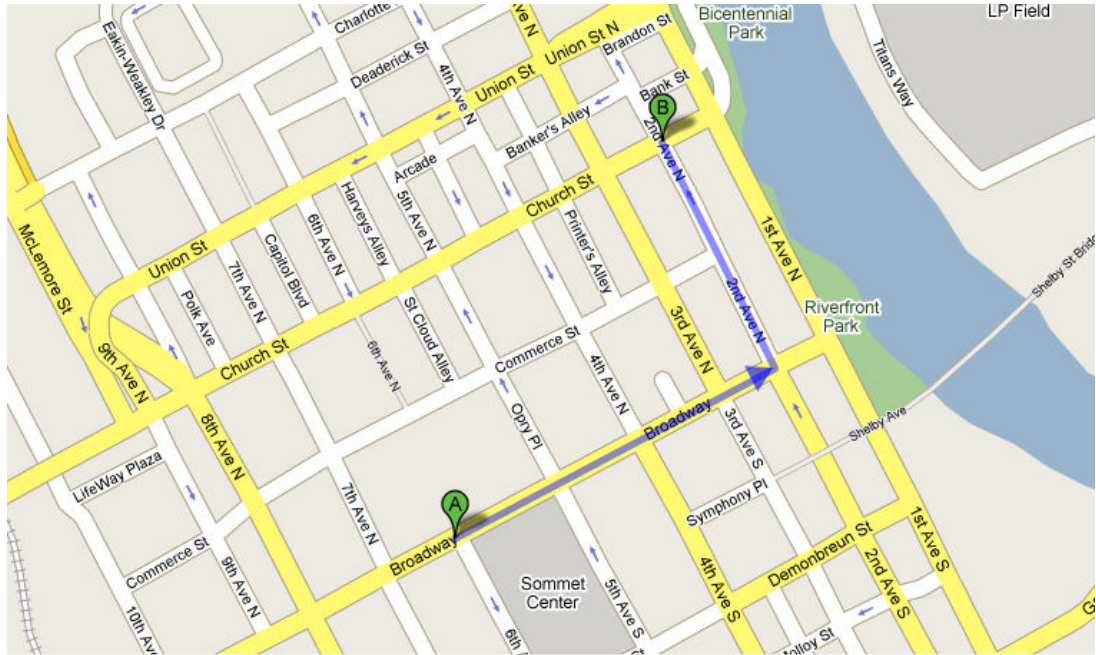 Bicentennial
Park
LP Field
Charlotte
Eakin-Weakley Dr
Deaderick St
4th Ave N
Union St
Union St N
Brandon St
Bank St
Titans Way
B
2nd Ave N
Banker's Alley
Arcade
Harveys Alley
5th Ave N
Church St
Printer's Alley
1st Ave N
Shelby St Bridge
McLemore St
Union St
Polk Ave
7th Ave N
Capitol Blvd
6th Ave N
St Cloud Alley
6th Ave N
3rd Ave N
2nd Ave N
Riverfront
Park
9th Ave N
Church St
Commerce St
4th Ave N
8th Ave N
Opry Pl
Broadway
3rd Ave S
Shelby Ave
LifeWay Plaza
7th Ave N
A
Symphony Pl
Commerce St
9th Ave N
Broadway
Sommet
Center
5th Ave S
4th Ave S
Demonbreun St
2nd Ave S
1st Ave S
10th Ave
6th
Molloy St